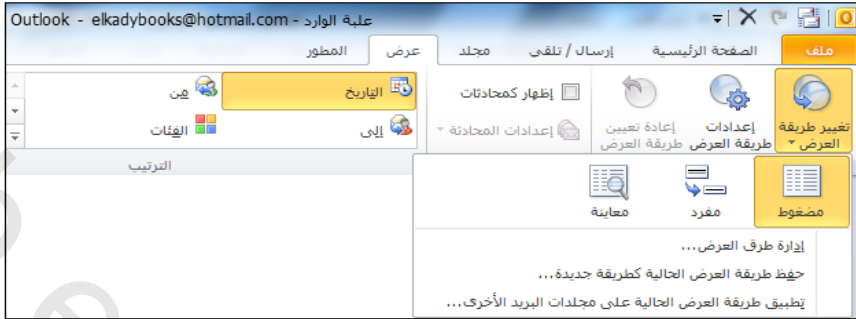 علبة الوارد - Outlook - elkadybooks@hotmail.com
ملف الصفحة الرئيسية إرسال / تلقي مجلد عرض المطور
تغيير طريقة العرض
إعدادات طريقة العرض
إعادة تعيين طريقة العرض
إظهار كمحادثات
إعدادات المحادثة
التاريخ
من
إلى
الفئات
الترتيب
مضغوط
مفرد
معاينة
إدارة طرق العرض...
حفظ طريقة العرض الحالية كطريقة جديدة...
تطبيق طريقة العرض الحالية على مجلدات البريد الأخرى...